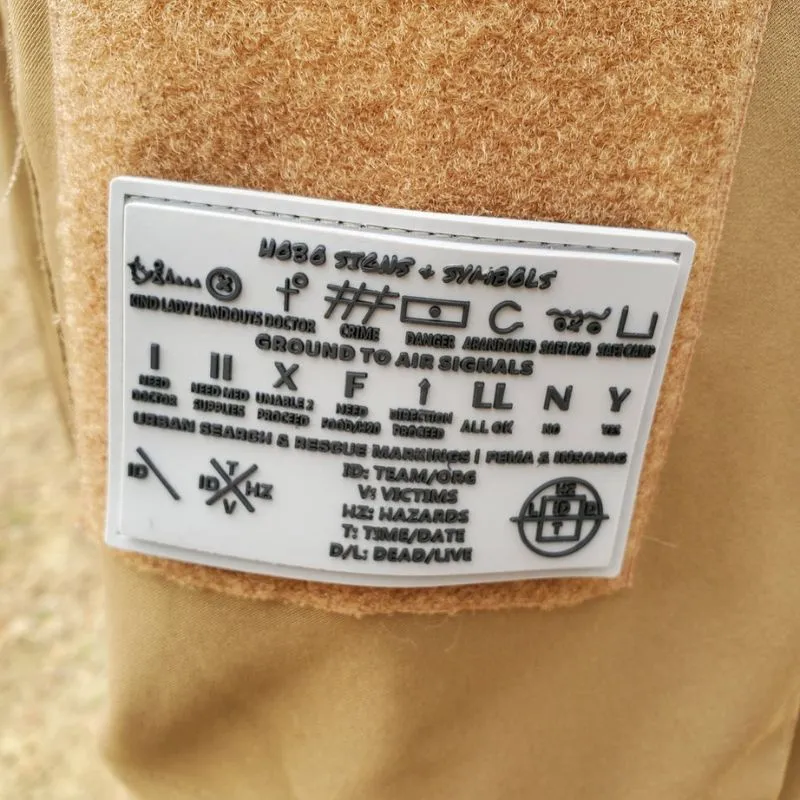 HOBO SIGNS + SYMBOLS
KIND LADY HANDOUTS DOCTOR CRIME DANGER ABANDONED SAFE H2O SAFE CAMP
GROUND TO AIR SIGNALS
I II X F ↑ LL N Y
NEED DOCTOR
NEED MED SUPPLIES
UNABLE 2 PROCEED
NEED FOOD/H2O
DIRECTION PROCEED
ALL OK
NO
YES
URBAN SEARCH & RESCUE MARKINGS | FEMA & INSARAG
ID
T
ID HZ
V
ID: TEAM/ORG
V: VICTIMS
HZ: HAZARDS
T: TIME/DATE
D/L: DEAD/LIVE
HZ
L ID D
T